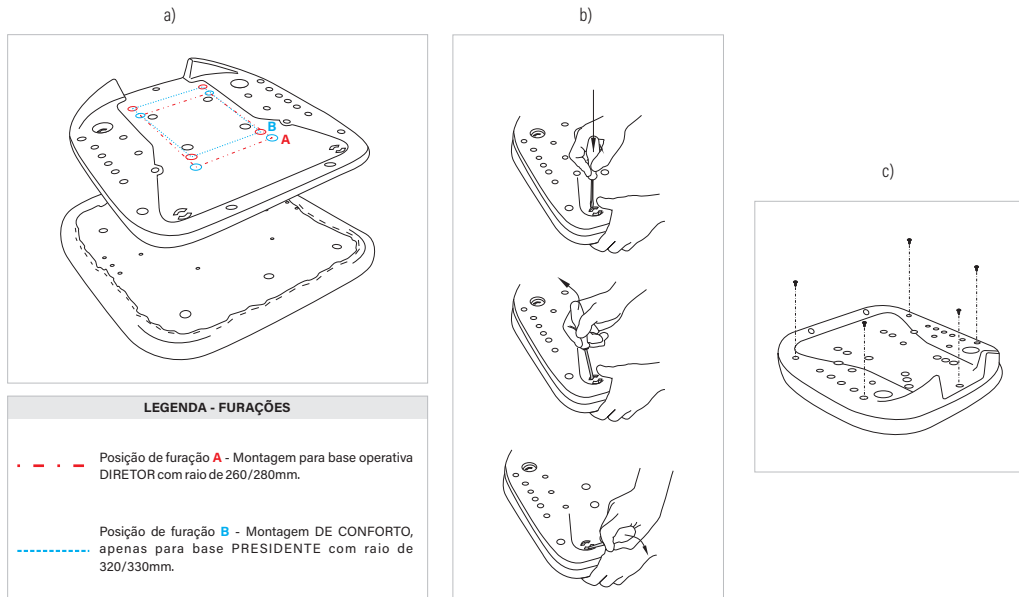 a)
B
A
LEGENDA - FURAÇÕES
Posição de furação A - Montagem para base operativa
DIRETOR com raio de 260/280mm.
Posição de furação B - Montagem DE CONFORTO,
apenas para base PRESIDENTE com raio de
320/330mm.
b)
c)